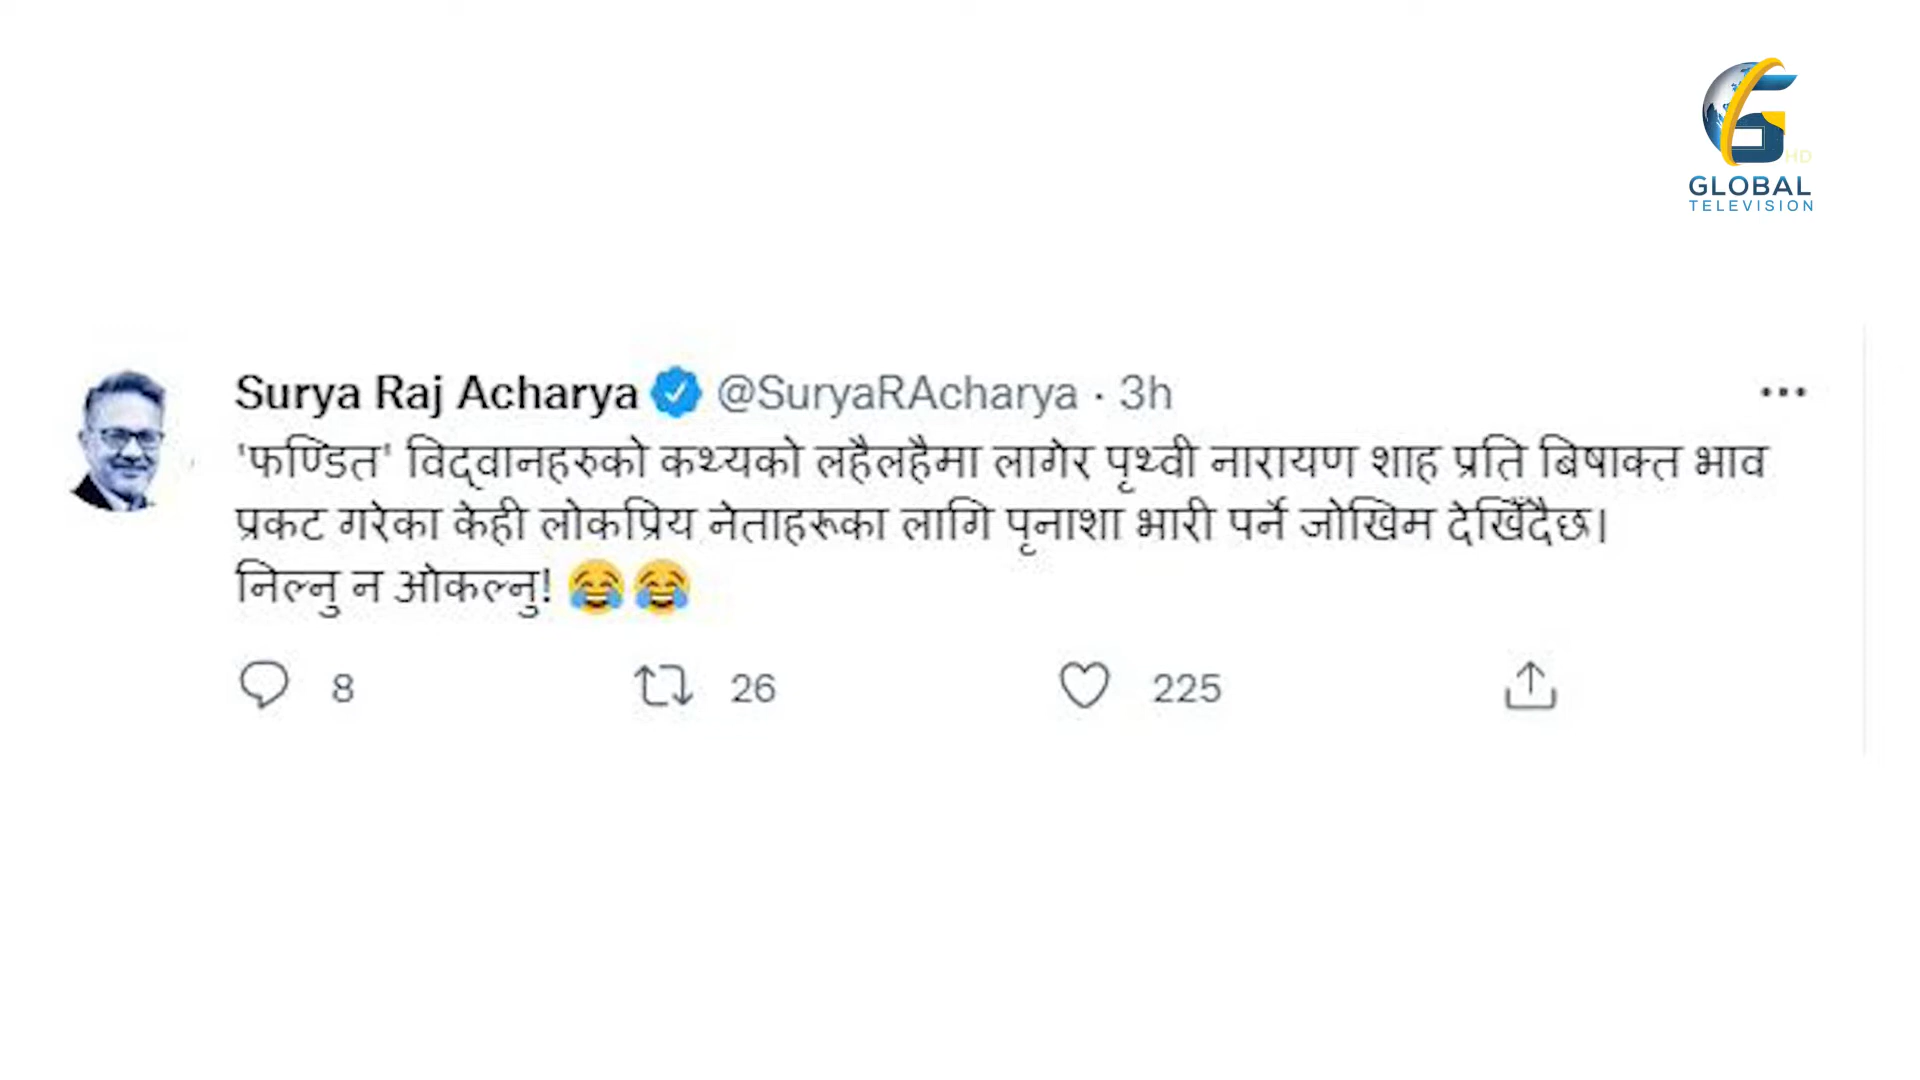 HD
GLOBAL
TELEVISION
Surya Raj Acharya @SuryaRAcharya · 3h
'फण्डित' विद्वानहरुको कथ्यको लहैलहैमा लागेर पृथ्वी नारायण शाह प्रति बिषाक्त भाव
प्रकट गरेका केही लोकप्रिय नेताहरूका लागि पृनाशा भारी पर्ने जोखिम देखिँदैछ।
निल्नु न ओकल्नु! 😂😂
8 26 225